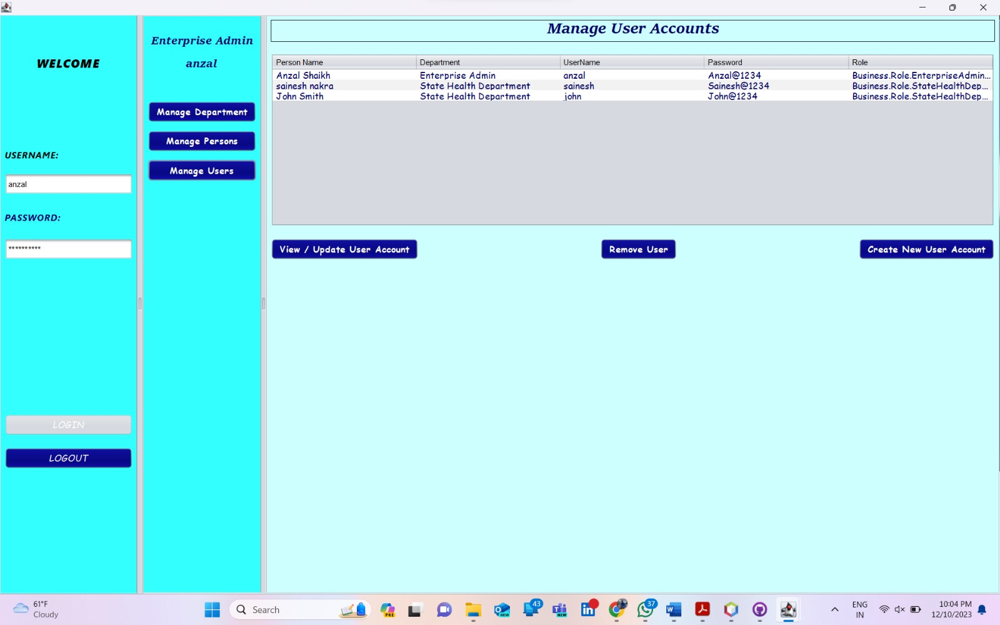 WELCOME
USERNAME:
anzal
PASSWORD:
**********
LOGIN
LOGOUT
Enterprise Admin
anzal
Manage Department
Manage Persons
Manage Users
Manage User Accounts
Person Name Department UserName Password Role
Anzal Shaikh Enterprise Admin anzal Anzal@1234 Business.Role.EnterpriseAdmin...
sainesh nakra State Health Department sainesh Sainesh@1234 Business.Role.StateHealthDep...
John Smith State Health Department john John@1234 Business.Role.StateHealthDep...
View / Update User Account Remove User Create New User Account
61°F
Cloudy
Search
PRE
NEW
43
NEW
37
ENG
IN
10:04 PM
12/10/2023